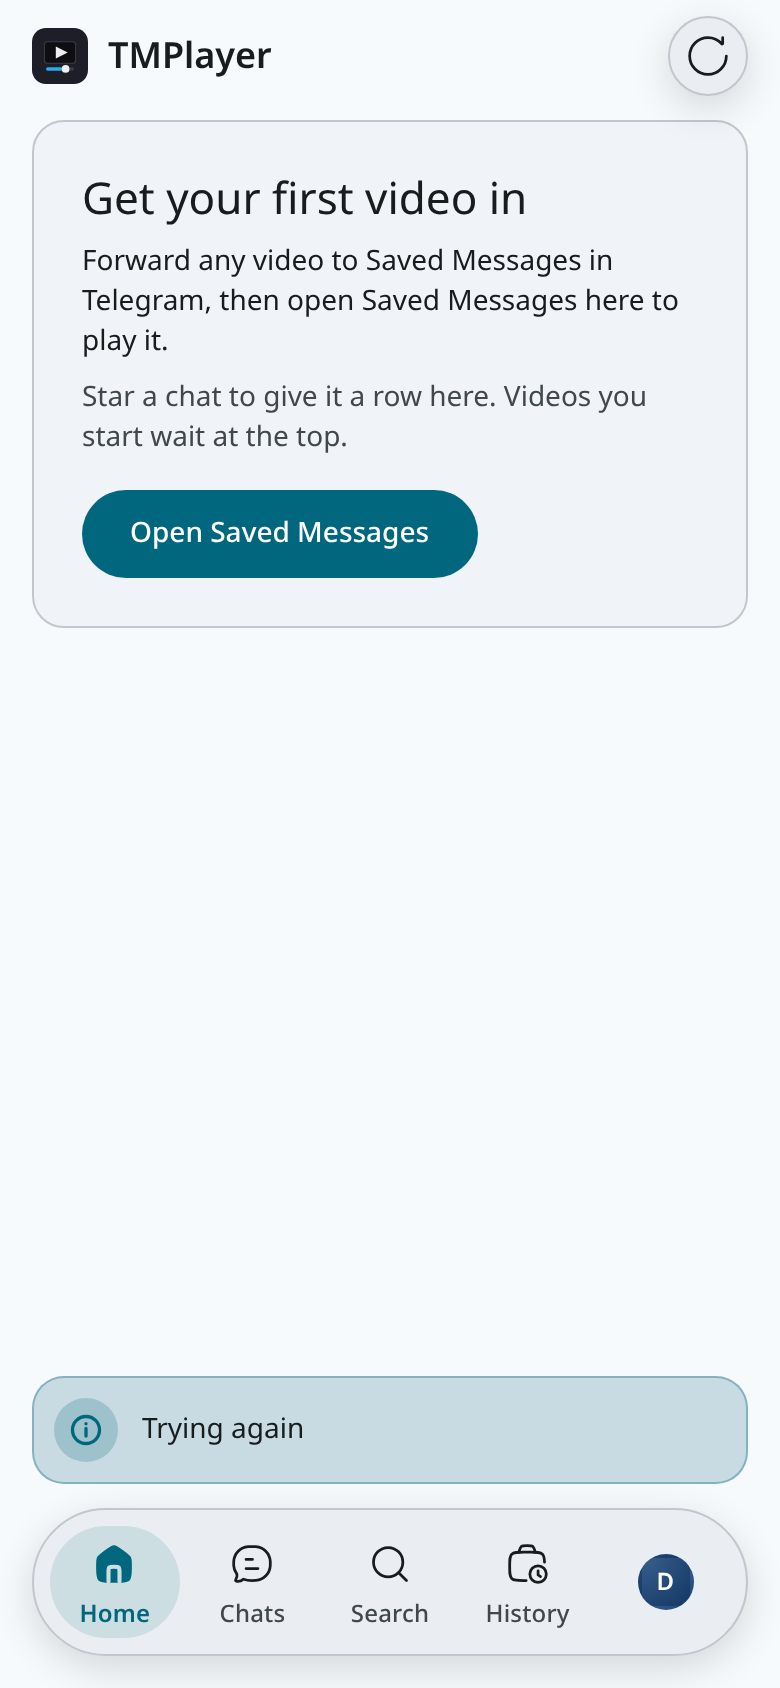 TMPlayer
Get your first video in
Forward any video to Saved Messages in
Telegram, then open Saved Messages here to
play it.
Star a chat to give it a row here. Videos you
start wait at the top.
Open Saved Messages
Trying again
Home
Chats
Search
History
D